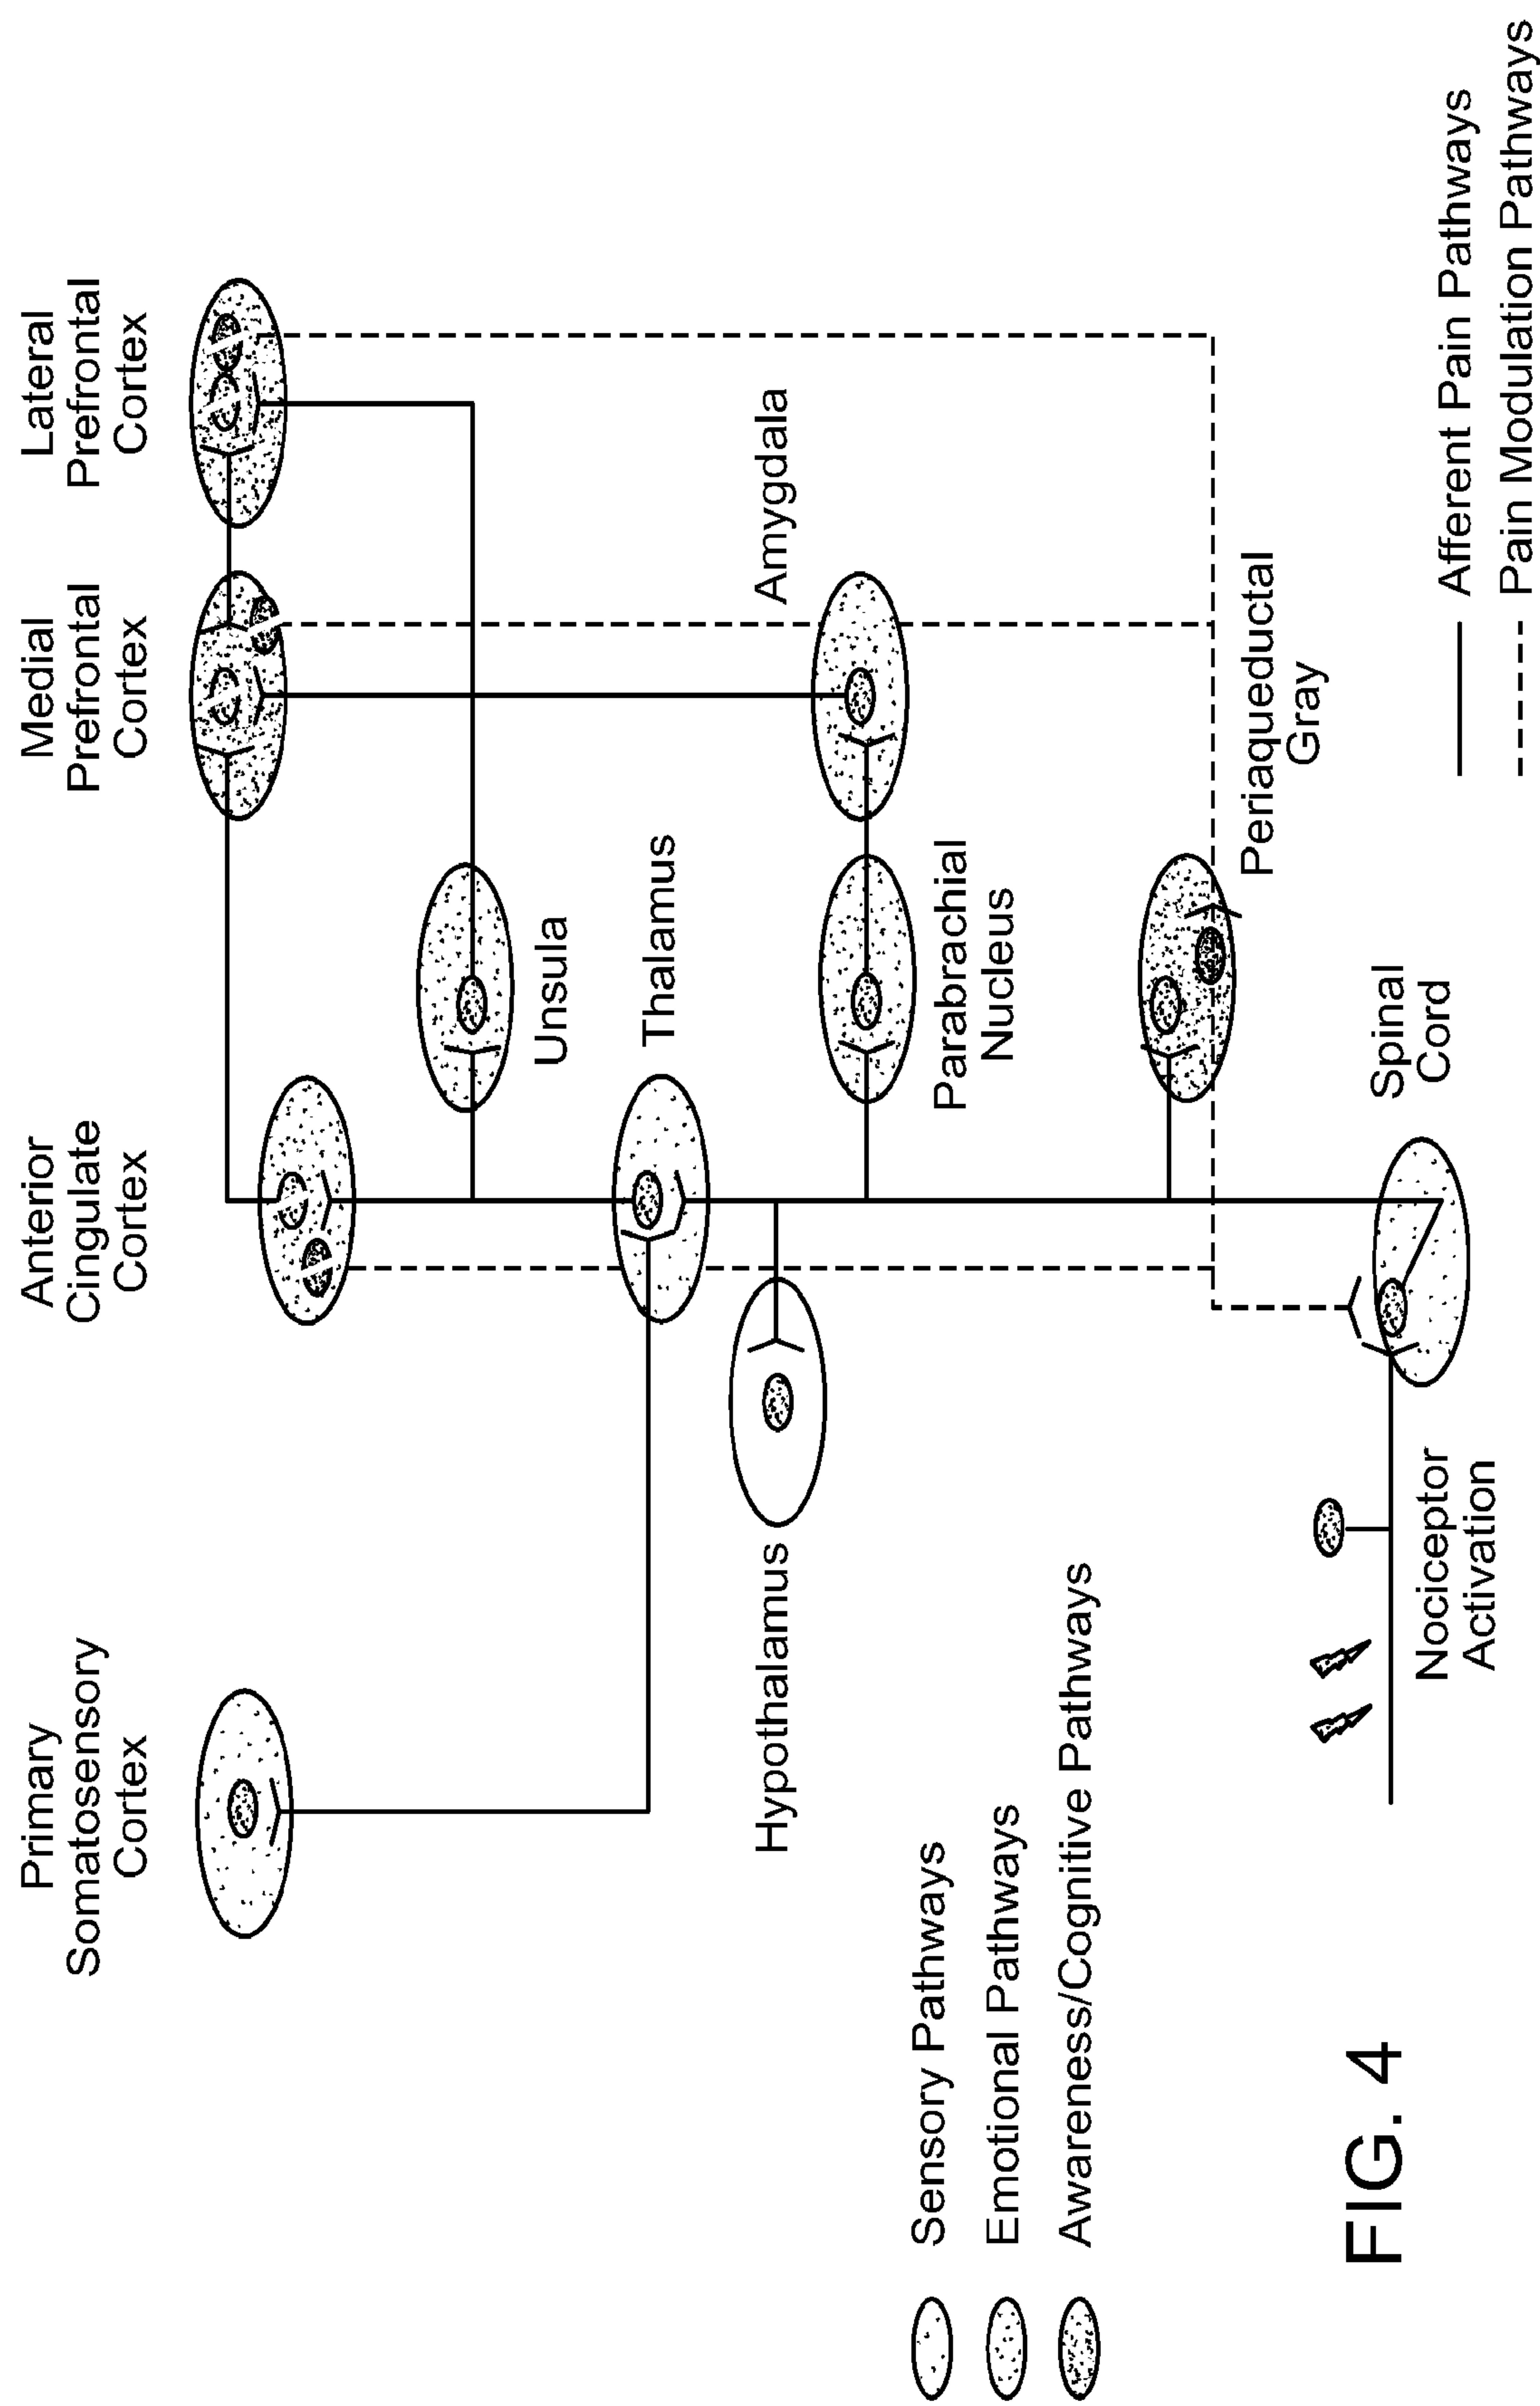 Primary
Somatosensory
Cortex
Anterior
Cingulate
Cortex
Medial
Prefrontal
Cortex
Lateral
Prefrontal
Cortex
Unsula
Thalamus
Hypothalamus
Amygdala
Parabrachial
Nucleus
Periaqueductal
Gray
Spinal
Cord
Nociceptor
Activation
Sensory Pathways
Emotional Pathways
Awareness/Cognitive Pathways
Afferent Pain Pathways
Pain Modulation Pathways
FIG. 4